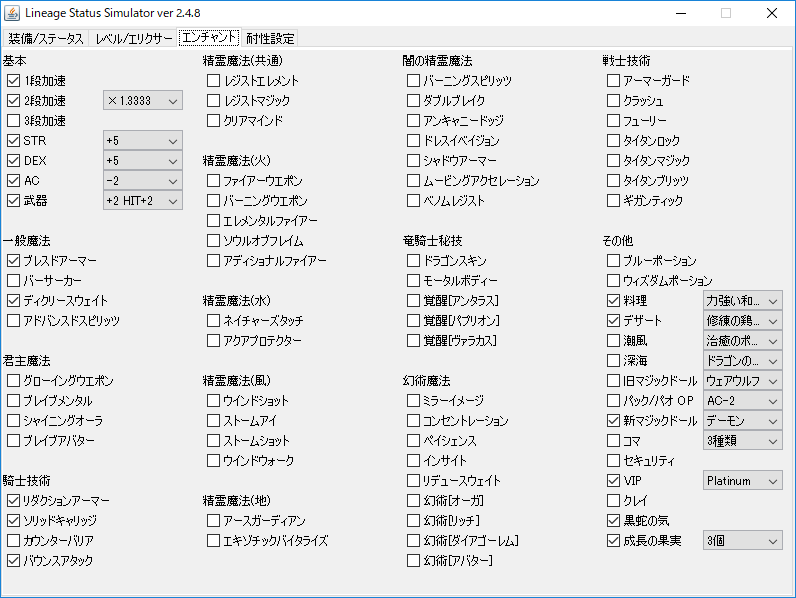 Lineage Status Simulator ver 2.4.8
装備/ステータス レベル/エリクサー エンチャント 耐性設定
基本
1段加速
2段加速 ×1.3333
3段加速
STR +5
DEX +5
AC -2
武器 +2 HIT+2
一般魔法
ブレスドアーマー
バーサーカー
ディクリースウェイト
アドバンスドスピリッツ
君主魔法
グローイングウエポン
ブレイブメンタル
シャイニングオーラ
ブレイブアバター
騎士技術
リダクションアーマー
ソリッドキャリッジ
カウンターバリア
バウンスアタック
精霊魔法(共通)
レジストエレメント
レジストマジック
クリアマインド
精霊魔法(火)
ファイアーウエポン
バーニングウエポン
エレメンタルファイアー
ソウルオブフレイム
アディショナルファイアー
精霊魔法(水)
ネイチャーズタッチ
アクアプロテクター
精霊魔法(風)
ウインドショット
ストームアイ
ストームショット
ウインドウォーク
精霊魔法(地)
アースガーディアン
エキゾチックバイタライズ
闇の精霊魔法
バーニングスピリッツ
ダブルブレイク
アンキャニードッジ
ドレスイベイジョン
シャドウアーマー
ムービングアクセレーション
ベノムレジスト
竜騎士秘技
ドラゴンスキン
モータルボディー
覚醒[アンタラス]
覚醒[パプリオン]
覚醒[ヴァラカス]
幻術魔法
ミラーイメージ
コンセントレーション
ペイシェンス
インサイト
リデュースウェイト
幻術[オーガ]
幻術[リッチ]
幻術[ダイアゴーレム]
幻術[アバター]
戦士技術
アーマーガード
クラッシュ
フューリー
タイタンロック
タイタンマジック
タイタンブリッツ
ギガンティック
その他
ブルーポーション
ウィズダムポーション
料理 力強い和...
デザート 修練の鶏...
潮風 治癒のポ...
深海 ドラゴンの...
旧マジックドール ウェアウルフ
パック/パオ OP AC-2
新マジックドール デーモン
コマ 3種類
セキュリティ
VIP Platinum
クレイ
黒蛇の気
成長の果実 3個